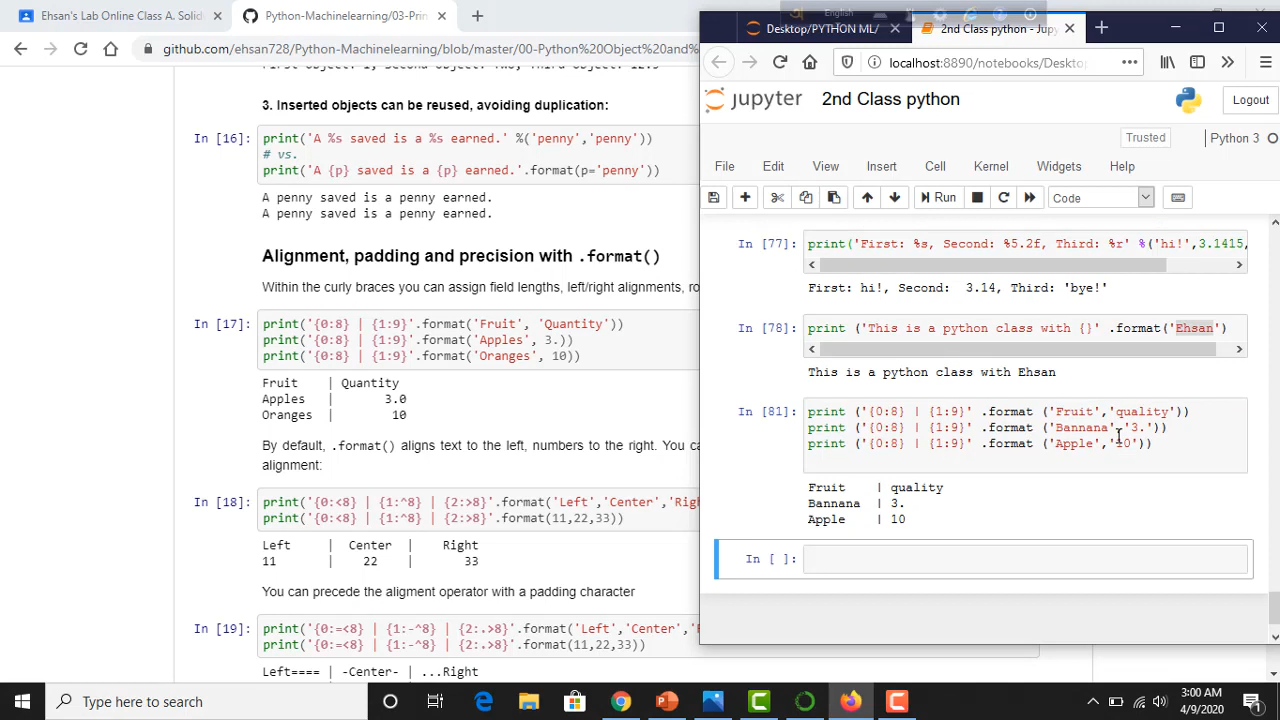 Ehsan's Lab Online:Class A. Solid
Python-Machinelearning/03-Prin
English
Desktop/PYTHON ML/
2nd Class python - Jupy
github.com/ehsan728/Python-Machinelearning/blob/master/00-Python%20Object%20and%
localhost:8890/notebooks/Deskto
jupyter 2nd Class python
Logout
Trusted
Python 3
File Edit View Insert Cell Kernel Widgets Help
Run
Code
3. Inserted objects can be reused, avoiding duplication:
In [16]: print('A %s saved is a %s earned.' %('penny','penny'))
# vs.
print('A {p} saved is a {p} earned.'.format(p='penny'))
A penny saved is a penny earned.
A penny saved is a penny earned.
Alignment, padding and precision with .format()
Within the curly braces you can assign field lengths, left/right alignments, ro
In [17]: print('{0:8} | {1:9}'.format('Fruit', 'Quantity'))
print('{0:8} | {1:9}'.format('Apples', 3.))
print('{0:8} | {1:9}'.format('Oranges', 10))
Fruit | Quantity
Apples | 3.0
Oranges | 10
By default, .format() aligns text to the left, numbers to the right. You ca
alignment:
In [18]: print('{0:<8} | {1:^8} | {2:>8}'.format('Left','Center','Righ
print('{0:<8} | {1:^8} | {2:>8}'.format(11,22,33))
Left | Center | Right
11 | 22 | 33
You can precede the aligment operator with a padding character
In [19]: print('{0:=<8} | {1:-^8} | {2:.>8}'.format('Left','Center','
print('{0:=<8} | {1:-^8} | {2:.>8}'.format(11,22,33))
Left==== | -Center- | ...Right
In [77]: print('First: %s, Second: %5.2f, Third: %r' %('hi!',3.1415,
First: hi!, Second: 3.14, Third: 'bye!'
In [78]: print ('This is a python class with {}' .format('Ehsan')
This is a python class with Ehsan
In [81]: print ('{0:8} | {1:9}' .format ('Fruit','quality'))
print ('{0:8} | {1:9}' .format ('Bannana','3.'))
print ('{0:8} | {1:9}' .format ('Apple','10'))
Fruit | quality
Bannana | 3.
Apple | 10
In [ ]:
Type here to search
3:00 AM
4/9/2020
1